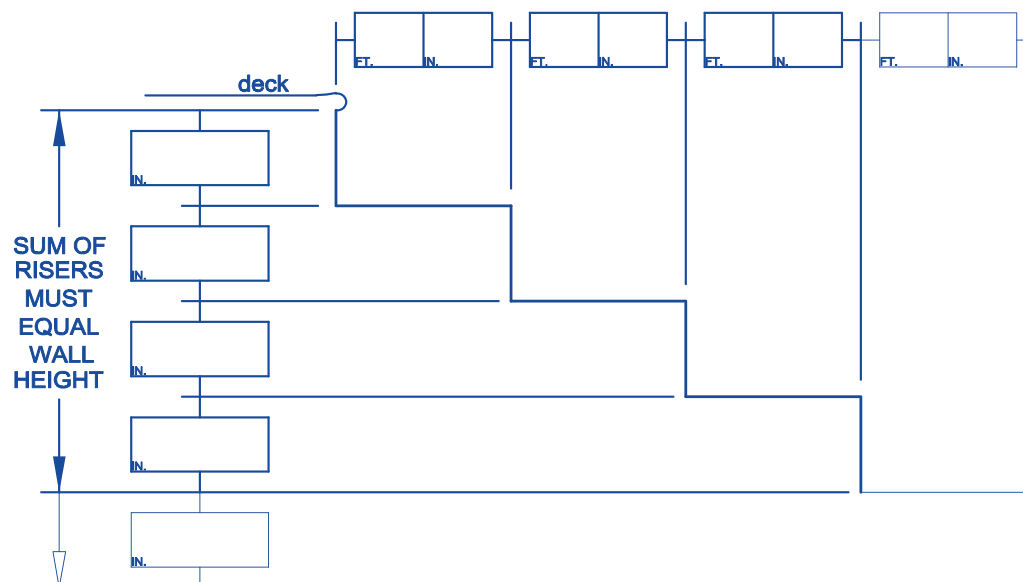 FT. IN. FT. IN. FT. IN. FT. IN.
deck
IN.
SUM OF
RISERS
MUST
EQUAL
WALL
HEIGHT
IN.
IN.
IN.
IN.